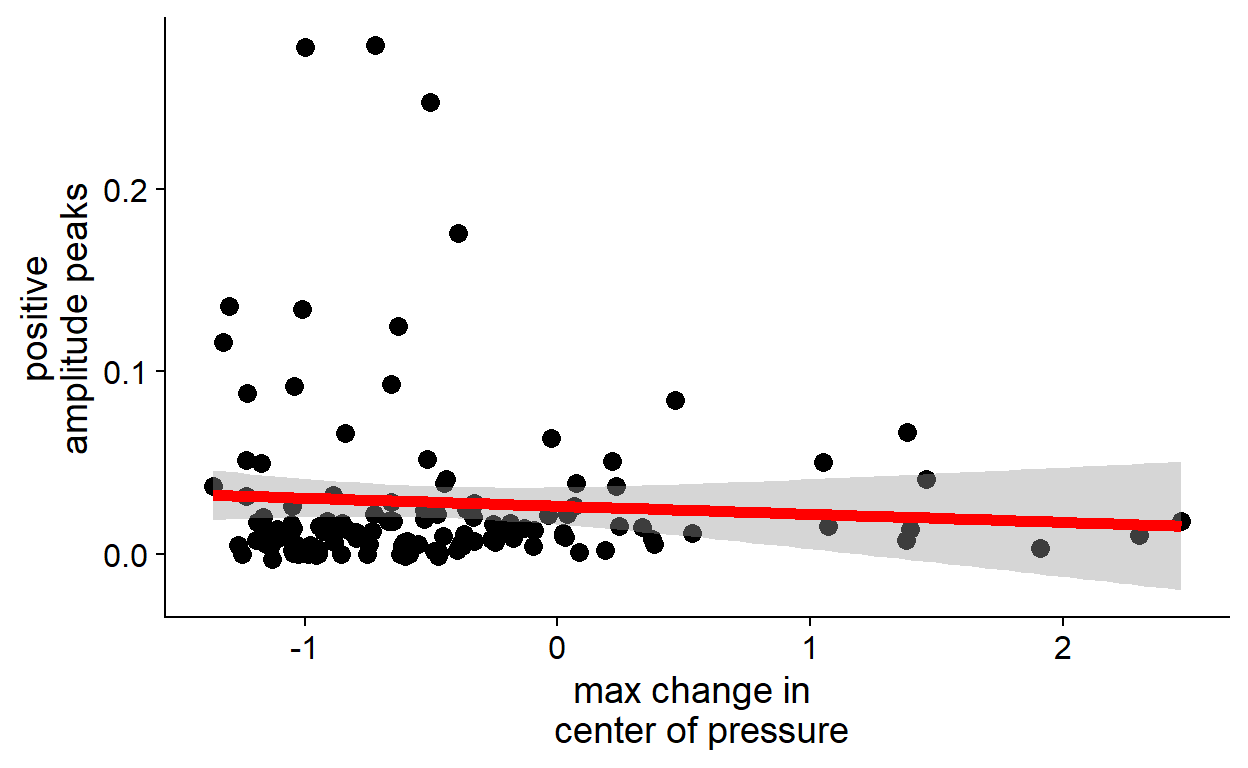 positive
amplitude peaks
0.2
0.1
0.0
-1 0 1 2
max change in
center of pressure